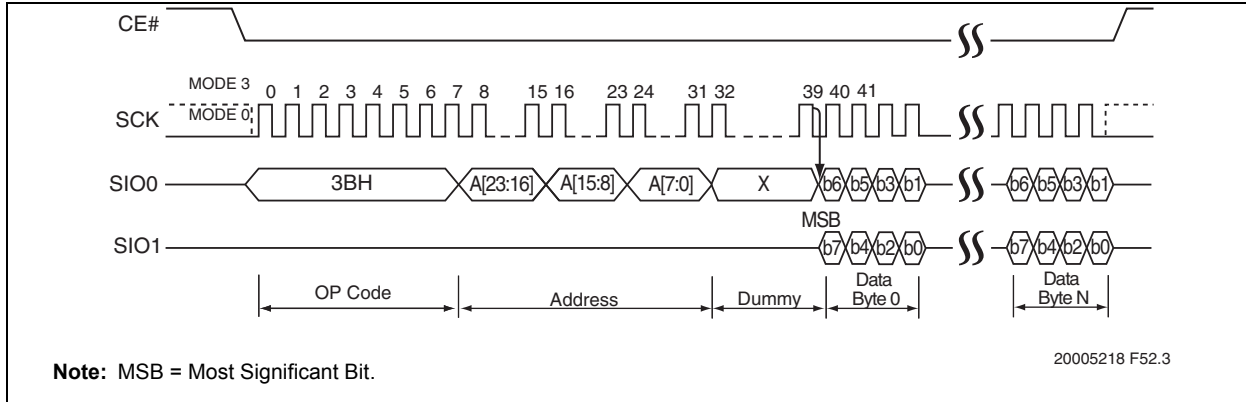 CE#
MODE 3
0 1 2 3 4 5 6 7 8 15 16 23 24 31 32 39 40 41
SCK
MODE 0
SIO0
3BH A[23:16] A[15:8] A[7:0] X b6 b5 b3 b1 b6 b5 b3 b1
MSB
SIO1
b7 b4 b2 b0 b7 b4 b2 b0
OP Code Address Dummy Data Byte 0 Data Byte N
20005218 F52.3
Note: MSB = Most Significant Bit.